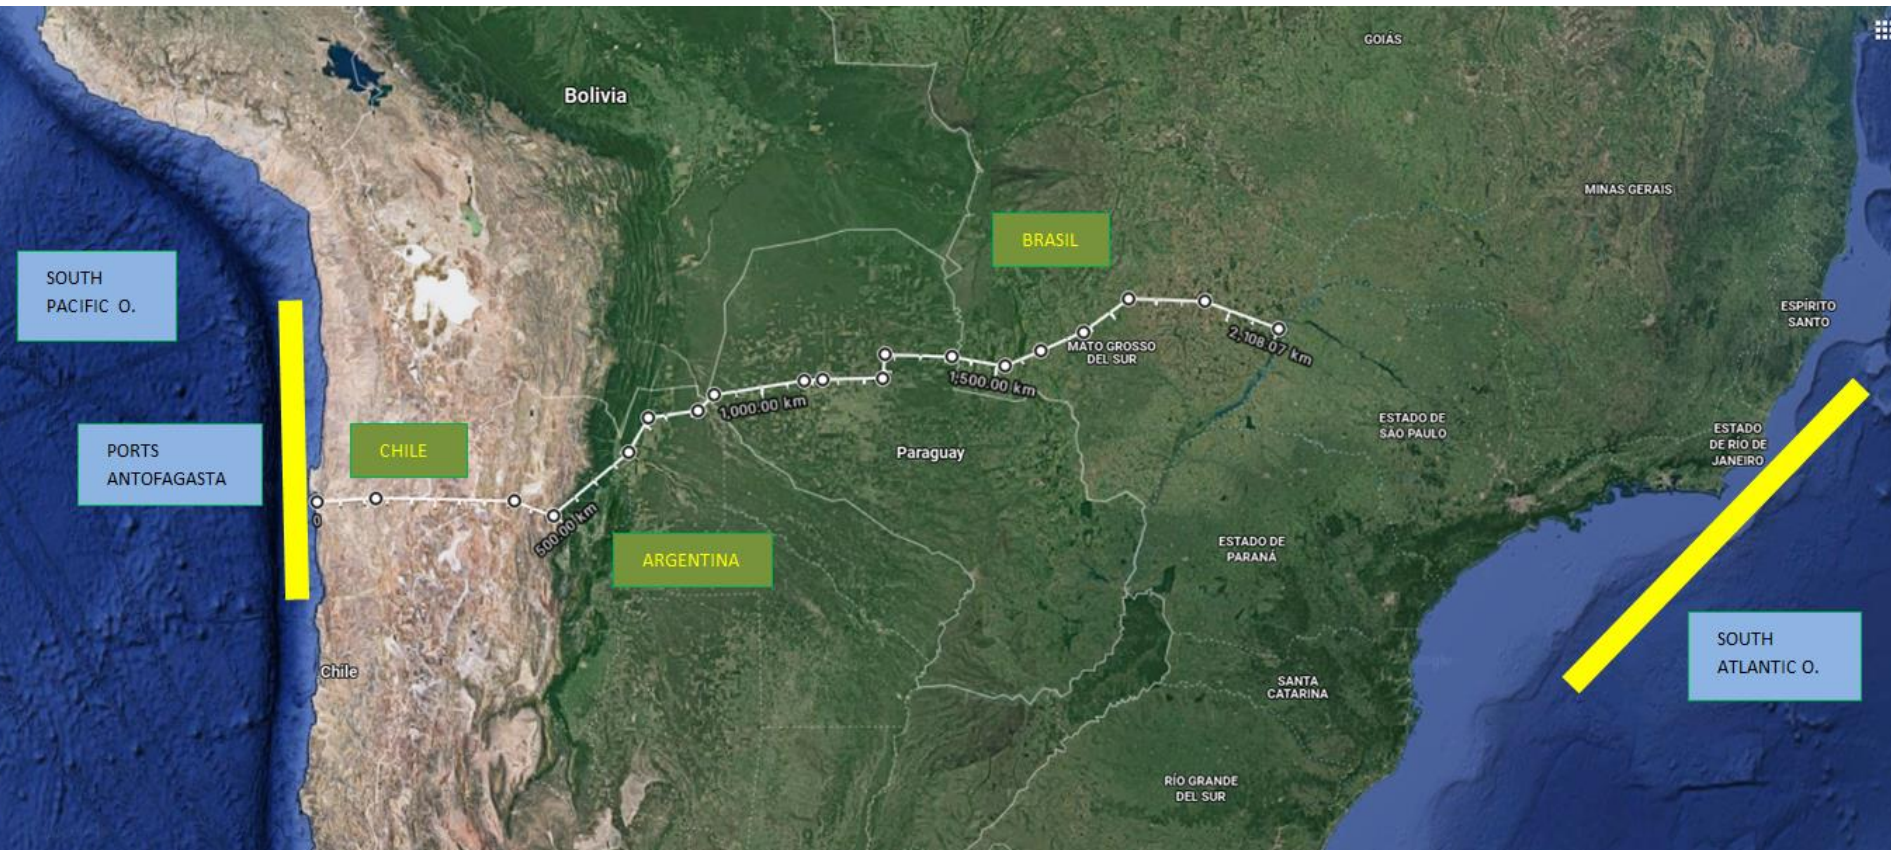 GOIÁS
Bolivia
MINAS GERAIS
BRASIL
SOUTH
PACIFIC O.
ESPÍRITO
SANTO
2,108.07 km
MATO GROSSO
DEL SUR
1,500.00 km
1,000.00 km
ESTADO DE
SÃO PAULO
ESTADO
DE RÍO DE
JANEIRO
PORTS
ANTOFAGASTA
CHILE
Paraguay
0
500.00 km
ESTADO DE
PARANÁ
ARGENTINA
SOUTH
ATLANTIC O.
Chile
SANTA
CATARINA
RÍO GRANDE
DEL SUR